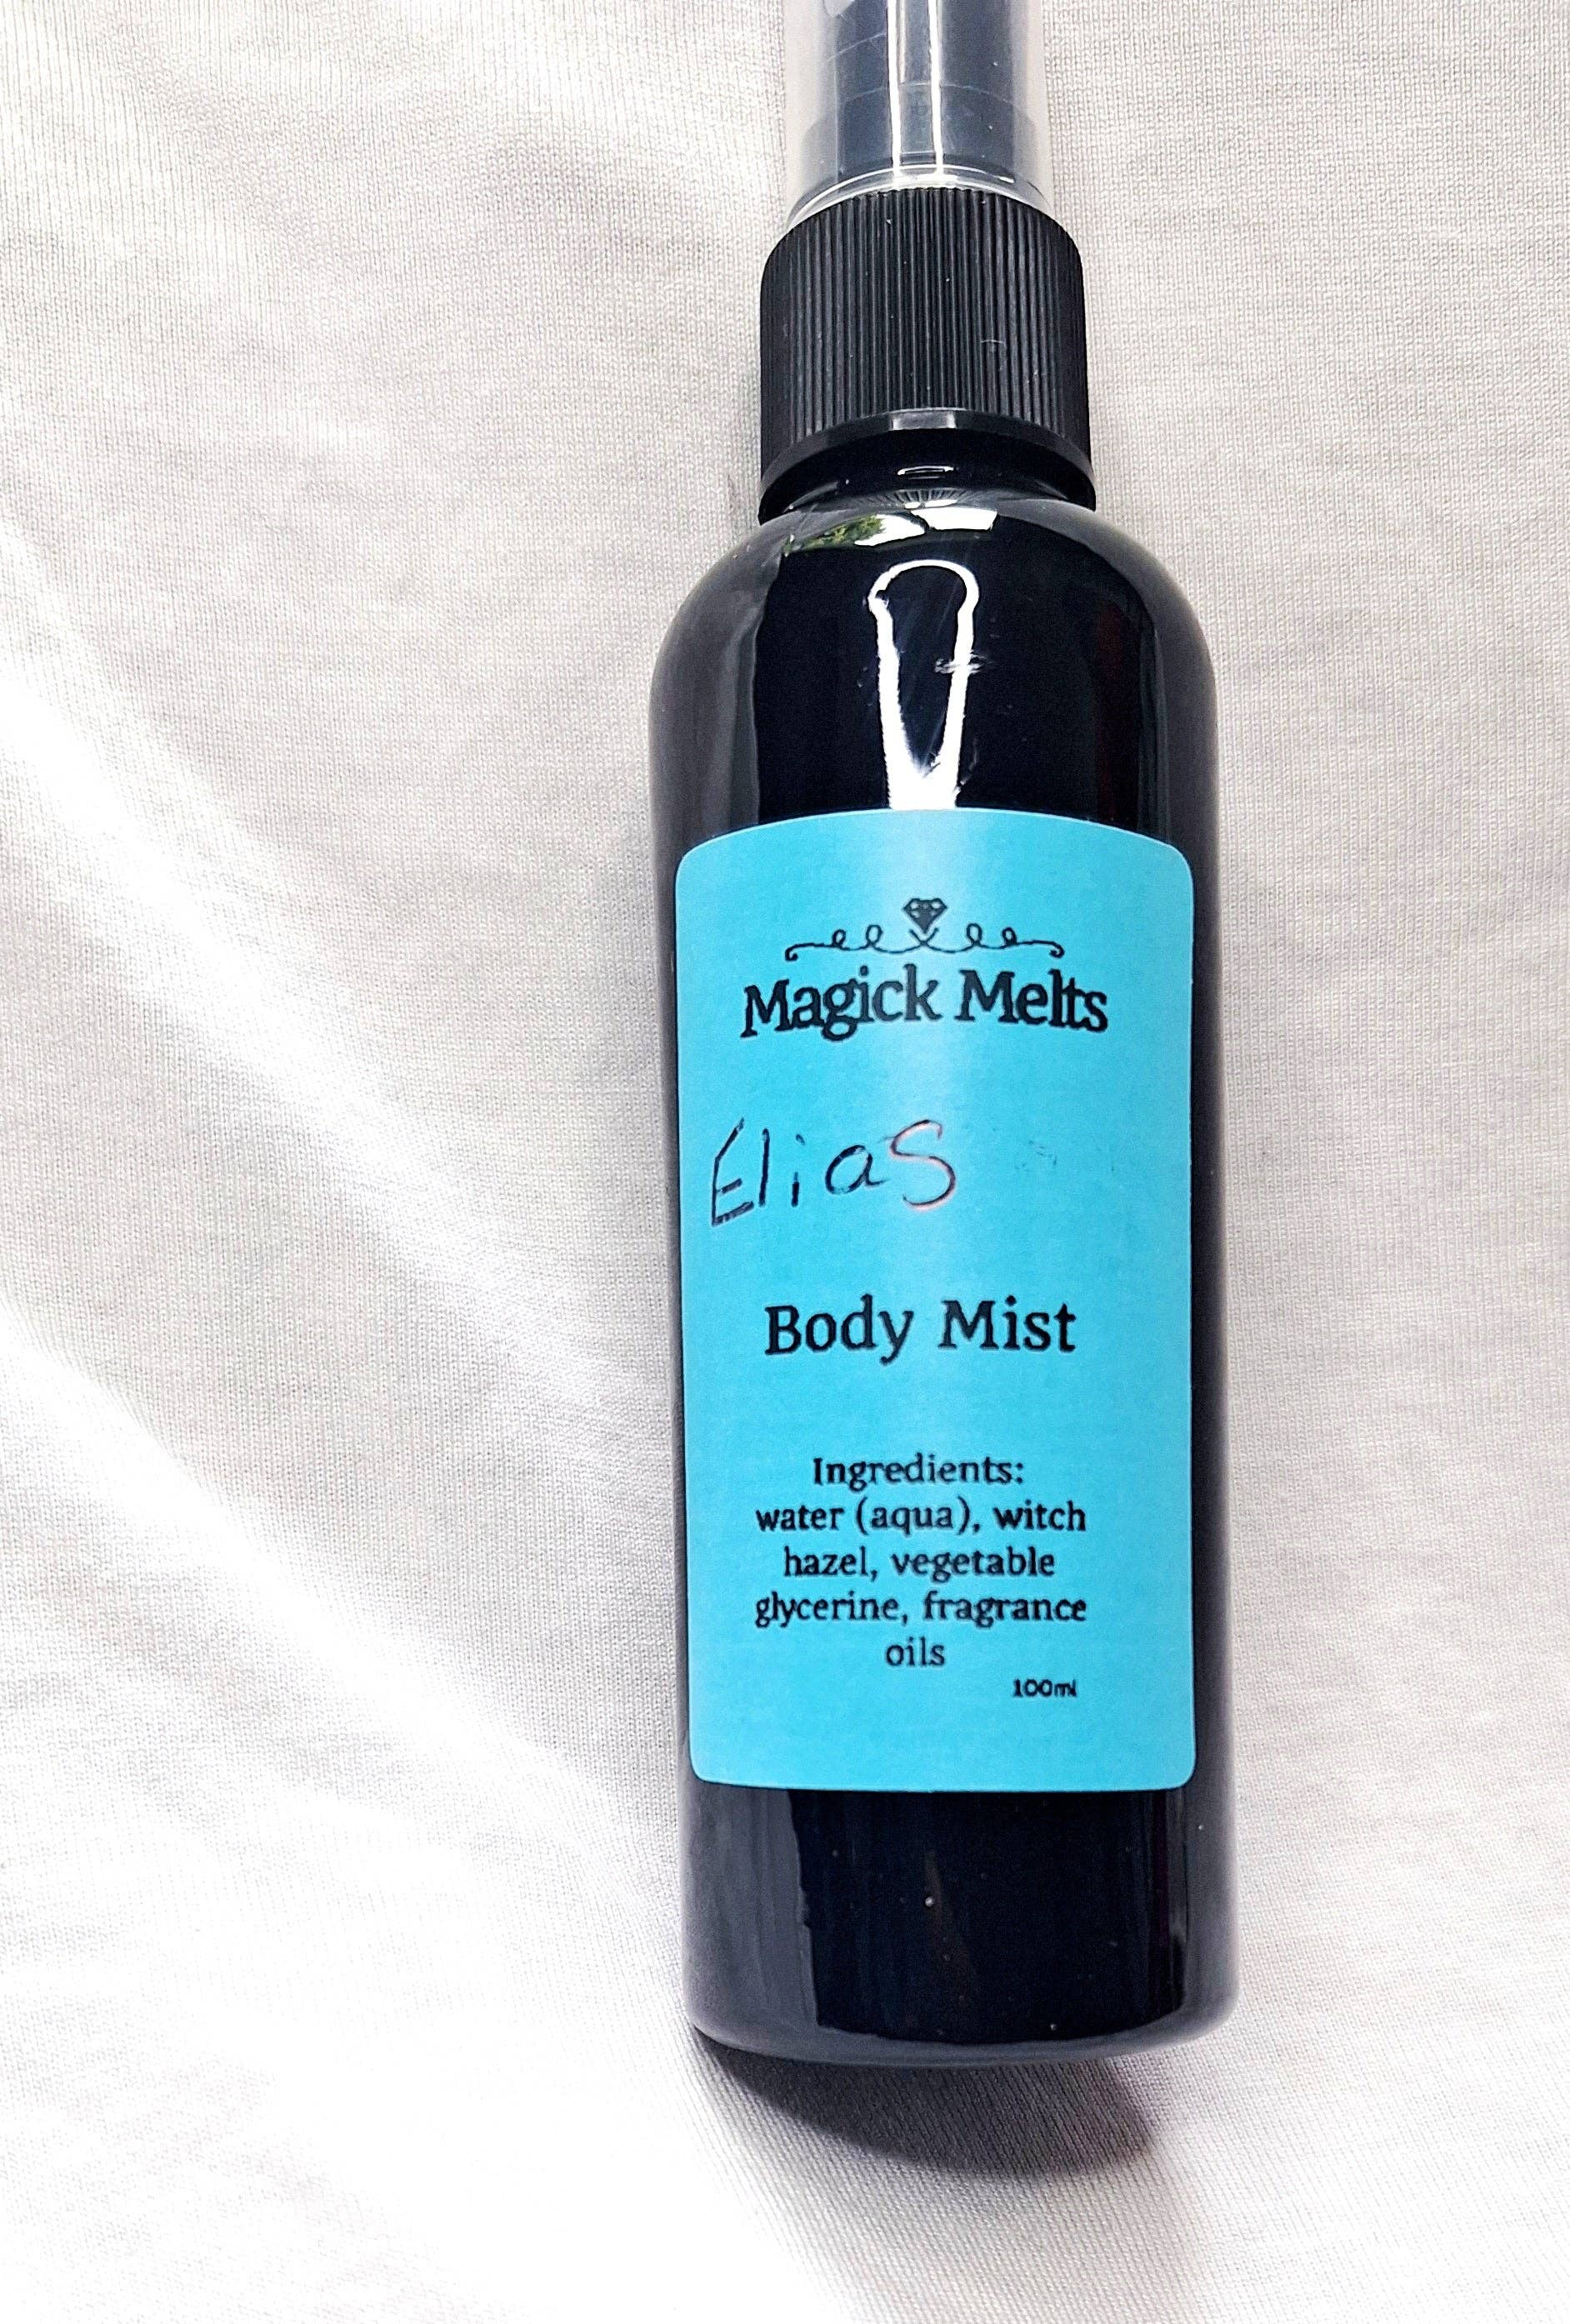 Magick Melts
Elias
Body Mist
Ingredients:
water (aqua), witch
hazel, vegetable
glycerine, fragrance
oils
100ml